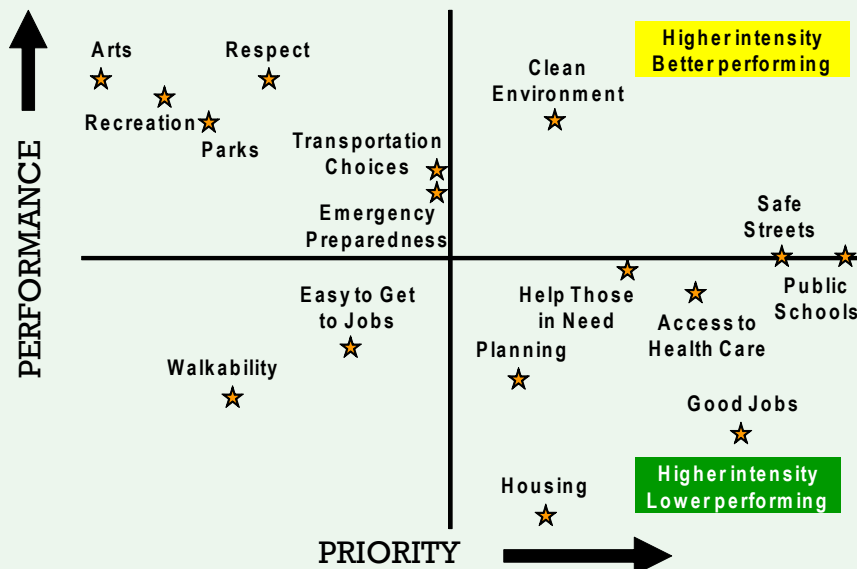 Arts
Respect
Higher intensity
Better performing
Clean
Environment
Recreation
Parks
Transportation
Choices
Emergency
Preparedness
PERFORMANCE
Safe
Streets
Public
Schools
Easy to Get
to Jobs
Help Those
in Need
Access to
Health Care
Planning
Walkability
Good Jobs
Higher intensity
Lower performing
Housing
PRIORITY